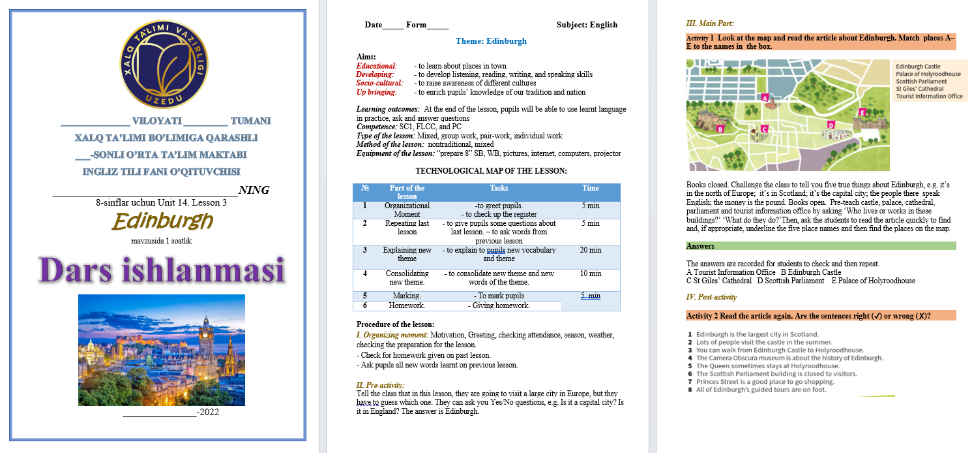 XALQ TA'LIMI VAZIRLIGI
UZEDU
______________ VILOYATI _________ TUMANI
XALQ TA'LIMI BO'LIMIGA QARASHLI
___-SONLI O'RTA TA'LIM MAKTABI
INGLIZ TILI FANI O'QITUVCHISI
______________________________NING
8-sinflar uchun Unit 14. Lesson 3
Edinburgh
mavzusida 1 soatlik
Dars ishlanmasi
________________-2022
Date_____ Form_____ Subject: English
Theme: Edinburgh
Aims:
Educational: - to learn about places in town
Developing: - to develop listening, reading, writing, and speaking skills
Socio-cultural: - to raise awareness of different cultures
Up bringing: - to enrich pupils' knowledge of our tradition and nation
Learning outcomes: At the end of the lesson, pupils will be able to use learnt language
in practice, ask and answer questions
Competence: SC1, FLCC, and PC
Type of the lesson: Mixed, group work, pair-work, individual work
Method of the lesson: nontraditional, mixed
Equipment of the lesson: "prepare 8" SB, WB, pictures, internet, computers, projector
TECHNOLOGICAL MAP OF THE LESSON:
№ Part of the lesson Tasks Time
1 Organizational Moment -to greet pupils. - to check up the register 5 min
2 Repeating last lesson - to give pupils some questions about last lesson. – to ask words from previous lesson 5 min
3 Explaining new theme - to explain to pupils new vocabulary and theme 20 min
4 Consolidating new theme. - to consolidate new theme and new words of the theme. 10 min
5 Marking. - To mark pupils 5 min
6 Homework. - Giving homework.
Procedure of the lesson:
I. Organizing moment: Motivation, Greeting, checking attendance, season, weather,
checking the preparation for the lesson.
- Check for homework given on past lesson.
- Ask pupils all new words learnt on previous lesson.
II. Pre-activity:
Tell the class that in this lesson, they are going to visit a large city in Europe, but they
have to guess which one. They can ask you Yes/No questions, e.g. Is it a capital city? Is
it in England? The answer is Edinburgh.
III. Main Part:
Activity 1 Look at the map and read the article about Edinburgh. Match places A–
E to the names in the box.
Edinburgh Castle
Palace of Holyroodhouse
Scottish Parliament
St Giles' Cathedral
Tourist Information Office
A
B
C
D
E
Books closed. Challenge the class to tell you five true things about Edinburgh, e.g. it's
in the north of Europe; it's in Scotland; it's the capital city; the people there speak
English; the money is the pound. Books open. Pre-teach castle, palace, cathedral,
parliament and tourist information office by asking 'Who lives or works in these
buildings?' 'What do they do?'Then, ask the students to read the article quickly to find
and, if appropriate, underline the five place names and then find the places on the map.
Answers
The answers are recorded for students to check and then repeat.
A Tourist Information Office B Edinburgh Castle
C St Giles' Cathedral D Scottish Parliament E Palace of Holyroodhouse
IV. Post-activity
Activity 2 Read the article again. Are the sentences right (✓) or wrong (X)?
1 Edinburgh is the largest city in Scotland.
2 Lots of people visit the castle in the summer.
3 You can walk from Edinburgh Castle to Holyroodhouse.
4 The Camera Obscura museum is about the history of Edinburgh.
5 The Queen sometimes stays at Holyroodhouse.
6 The Scottish Parliament building is closed to visitors.
7 Princes Street is a good place to go shopping.
8 All of Edinburgh's guided tours are on foot.